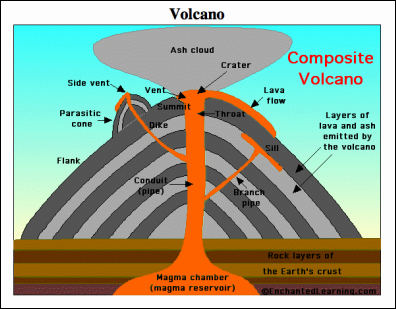 Volcano
Ash cloud
Composite
Volcano
Crater
Side vent
Vent
Lava
flow
Summit
Throat
Parasitic
cone
Dike
Layers of
lava and ash
emitted by
the volcano
Sill
Flank
Conduit
(pipe)
Branch
pipe
Rock layers of
the Earth's crust
Magma chamber
(magma reservoir)
©EnchantedLearning.com